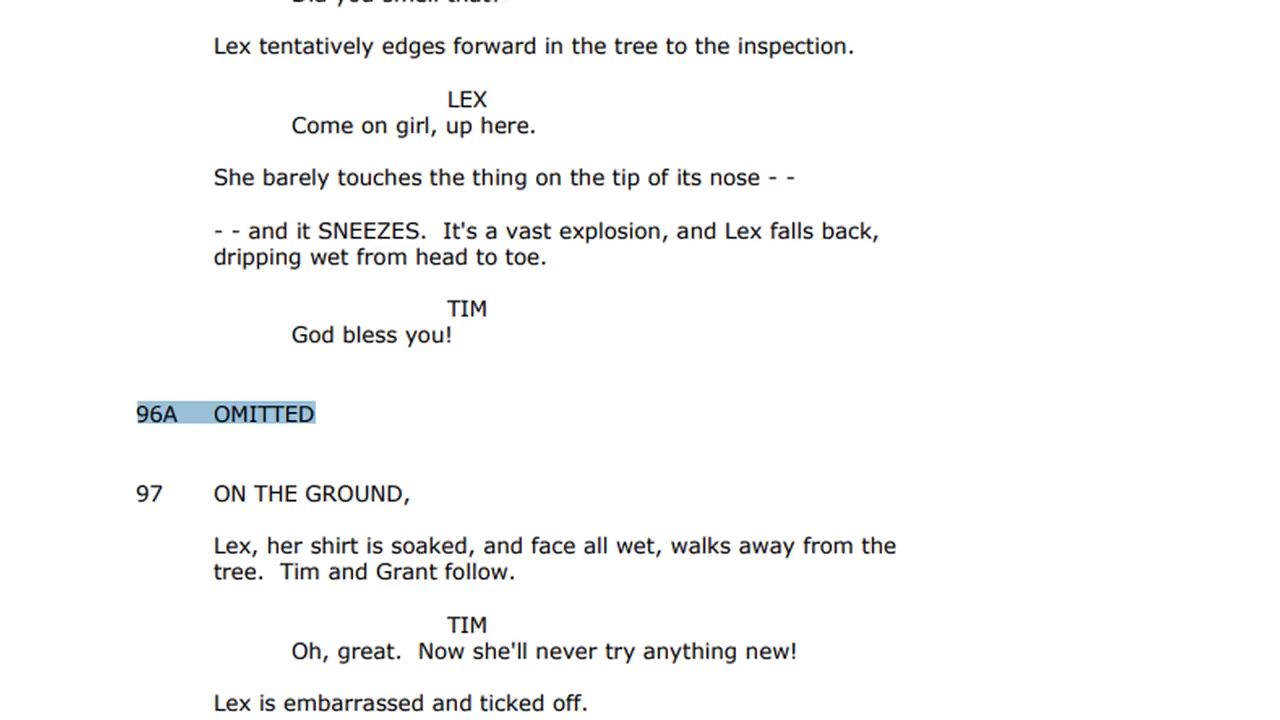 Lex tentatively edges forward in the tree to the inspection.
LEX
Come on girl, up here.
She barely touches the thing on the tip of its nose - -
- - and it SNEEZES.  It's a vast explosion, and Lex falls back,
dripping wet from head to toe.
TIM
God bless you!
96A OMITTED
97 ON THE GROUND,
Lex, her shirt is soaked, and face all wet, walks away from the
tree.  Tim and Grant follow.
TIM
Oh, great.  Now she'll never try anything new!
Lex is embarrassed and ticked off.